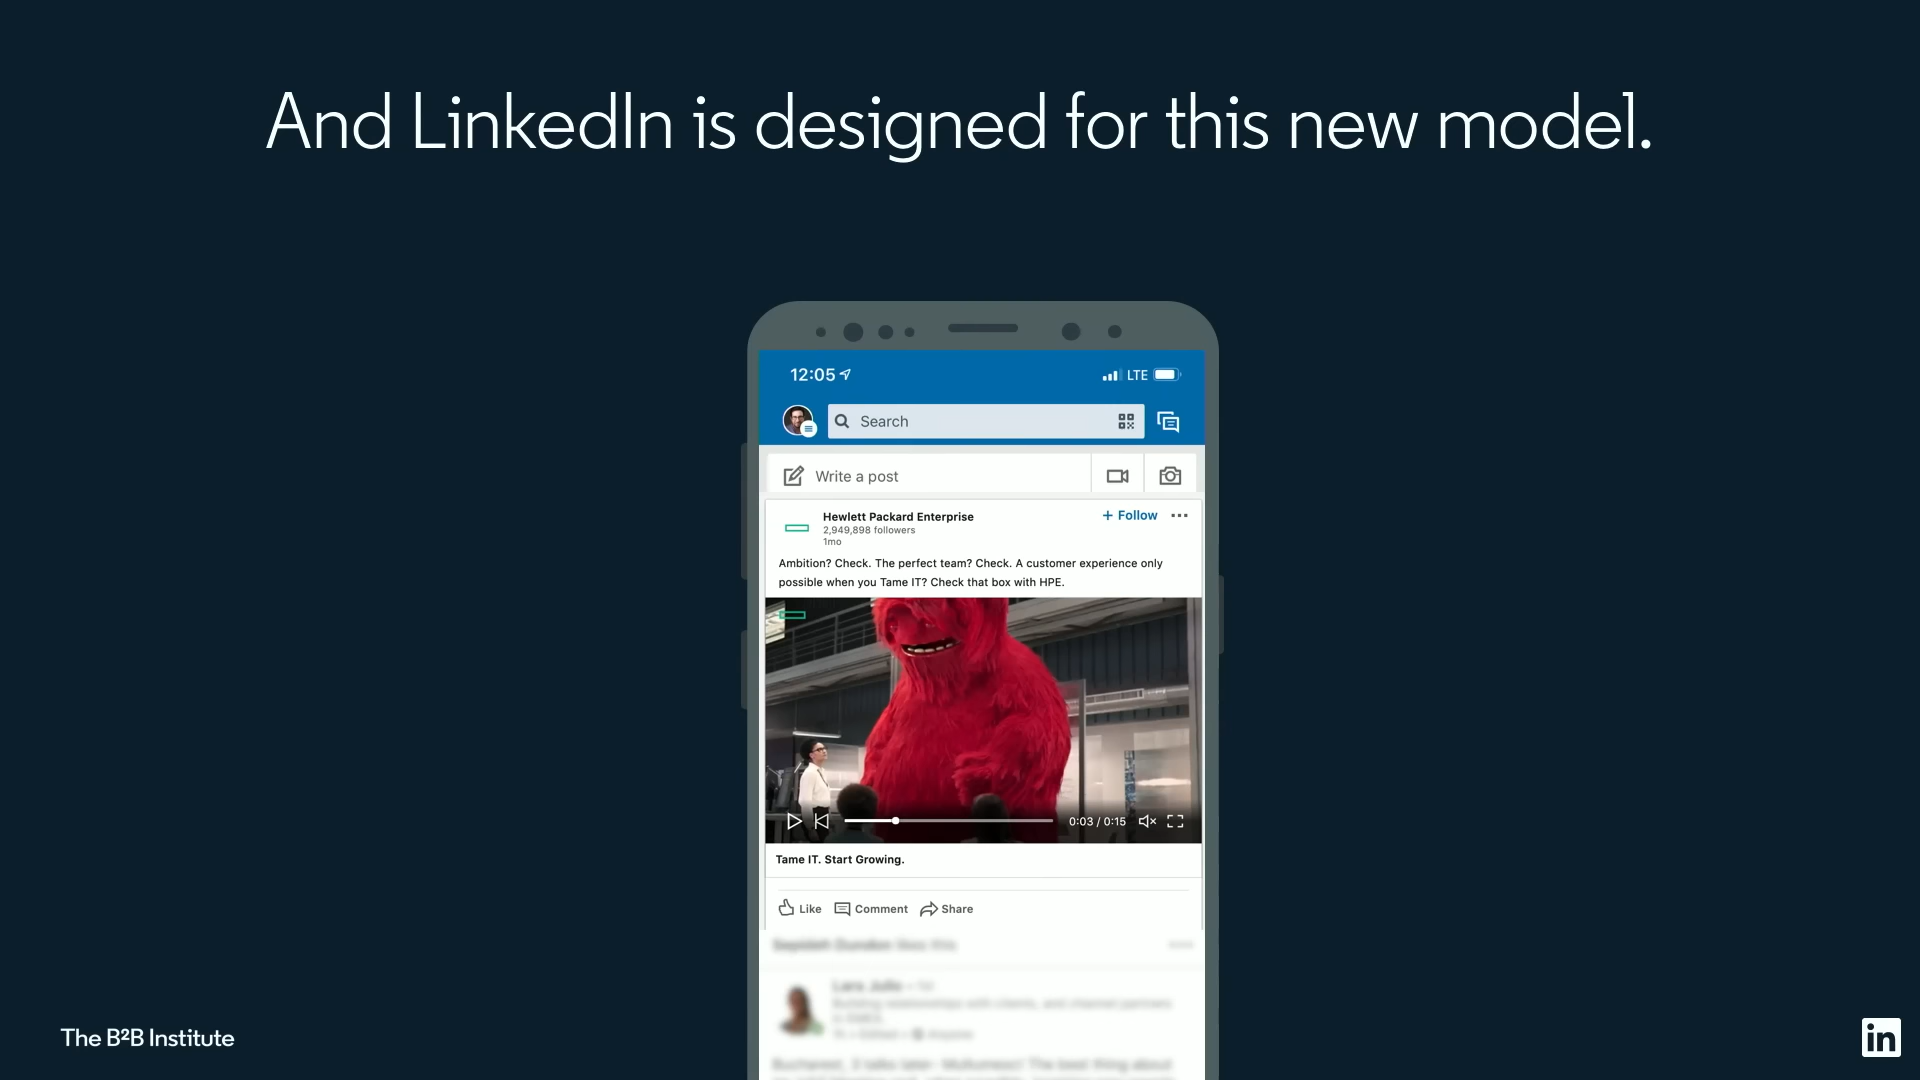 And LinkedIn is designed for this new model.
12:05
LTE
Search
Write a post
Hewlett Packard Enterprise
+ Follow
2,949,898 followers
1mo
Ambition? Check. The perfect team? Check. A customer experience only
possible when you Tame IT? Check that box with HPE.
0:03 / 0:15
Tame IT. Start Growing.
Like Comment Share
likes this
The B2B Institute
in